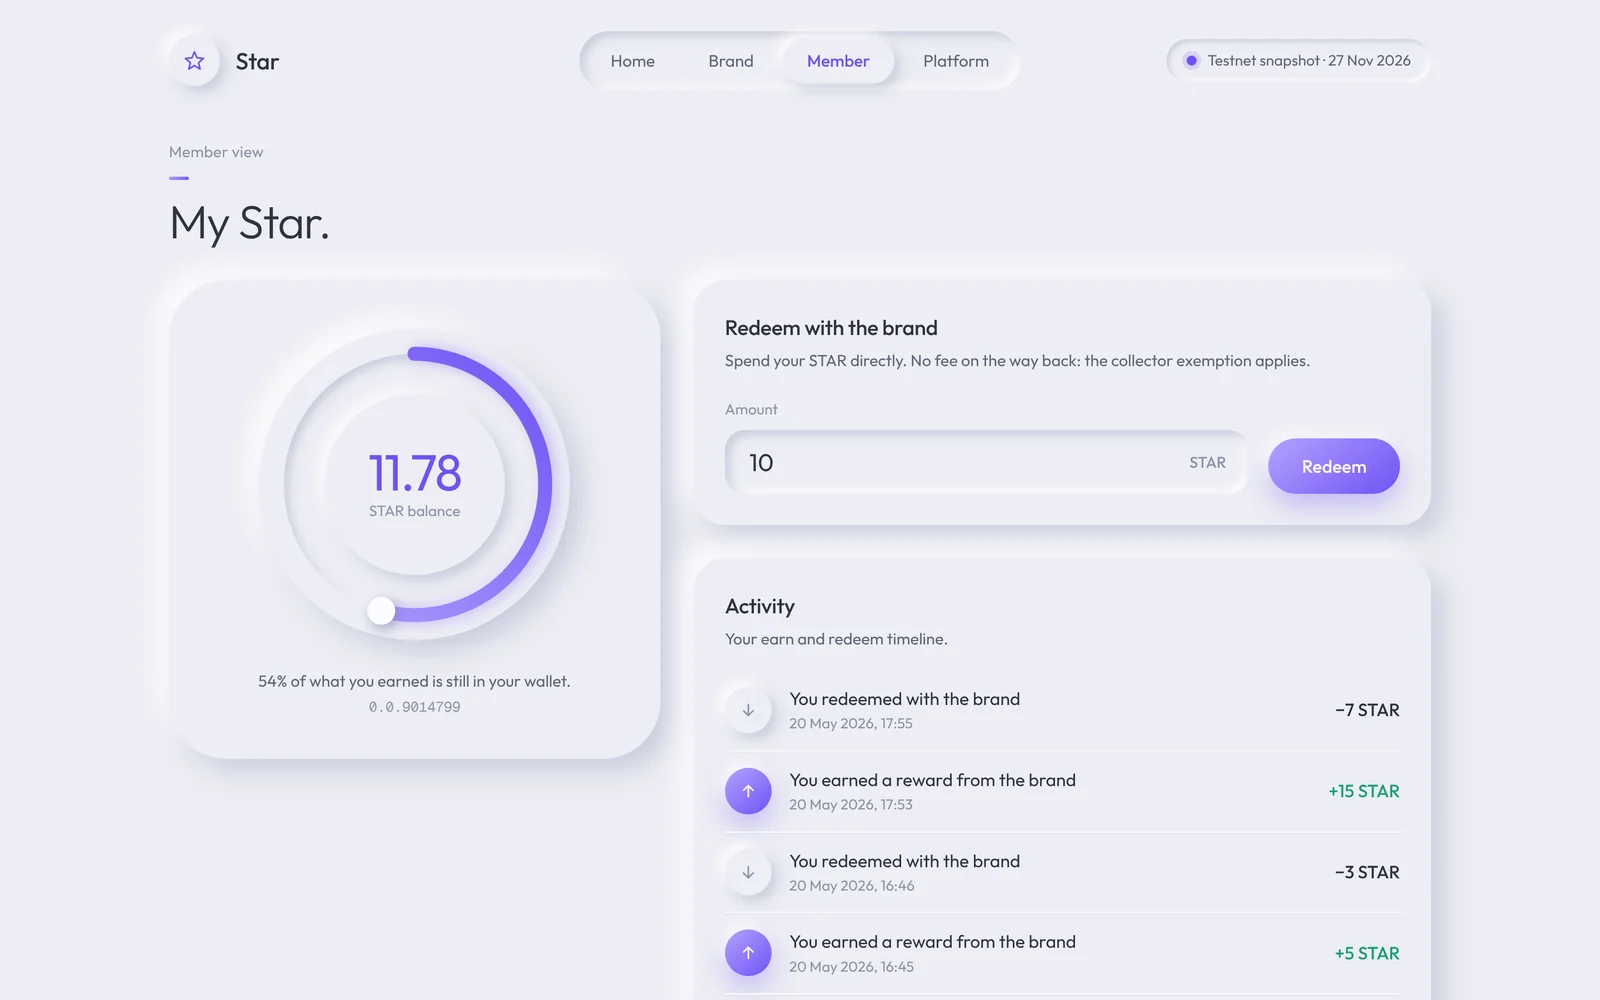 Star
Home
Brand
Member
Platform
Testnet snapshot · 27 Nov 2026
Member view
My Star.
11.78
STAR balance
54% of what you earned is still in your wallet.
0.0.9014799
Redeem with the brand
Spend your STAR directly. No fee on the way back: the collector exemption applies.
Amount
10
STAR
Redeem
Activity
Your earn and redeem timeline.
You redeemed with the brand
20 May 2026, 17:55
−7 STAR
You earned a reward from the brand
20 May 2026, 17:53
+15 STAR
You redeemed with the brand
20 May 2026, 16:46
−3 STAR
You earned a reward from the brand
20 May 2026, 16:45
+5 STAR